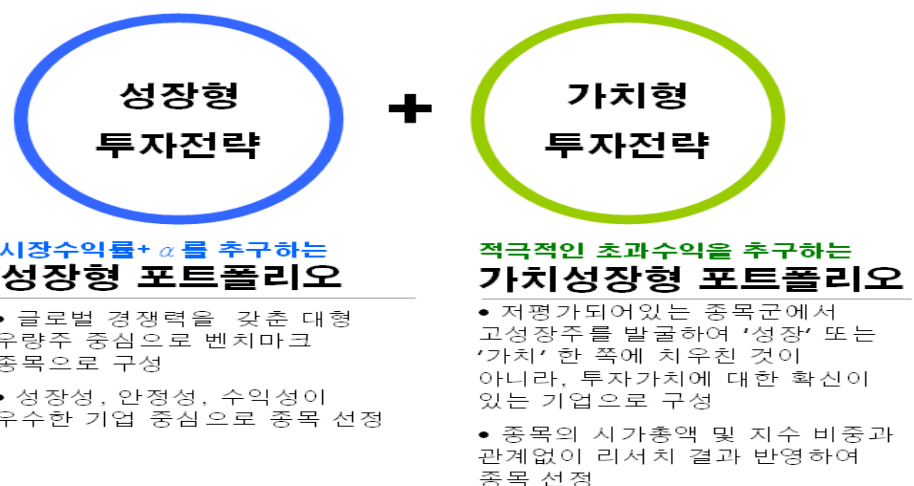 성장형
투자전략
+
가치형
투자전략
시장수익률+ α 를 추구하는
성장형 포트폴리오
• 글로벌 경쟁력을 갖춘 대형
우량주 중심으로 벤치마크
종목으로 구성
• 성장성, 안정성, 수익성이
우수한 기업 중심으로 종목 선정
적극적인 초과수익을 추구하는
가치성장형 포트폴리오
• 저평가되어있는 종목군에서
고성장주를 발굴하여 '성장' 또는
'가치' 한 쪽에 치우친 것이
아니라, 투자가치에 대한 확신이
있는 기업으로 구성
• 종목의 시가총액 및 지수 비중과
관계없이 리서치 결과 반영하여
종목 선정